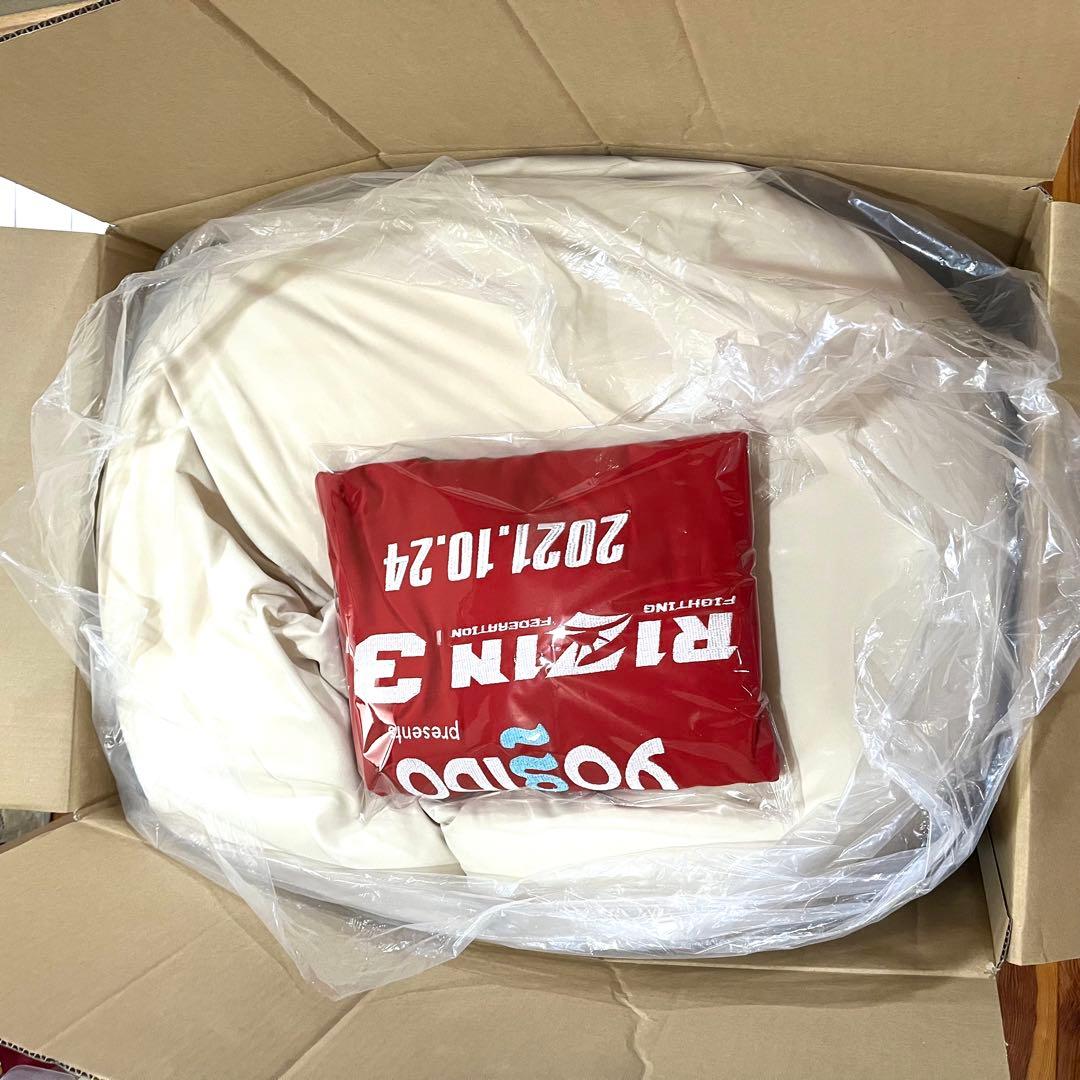 Yogibo
presents
RIZIN 3
FIGHTING FEDERATION
2021.10.24